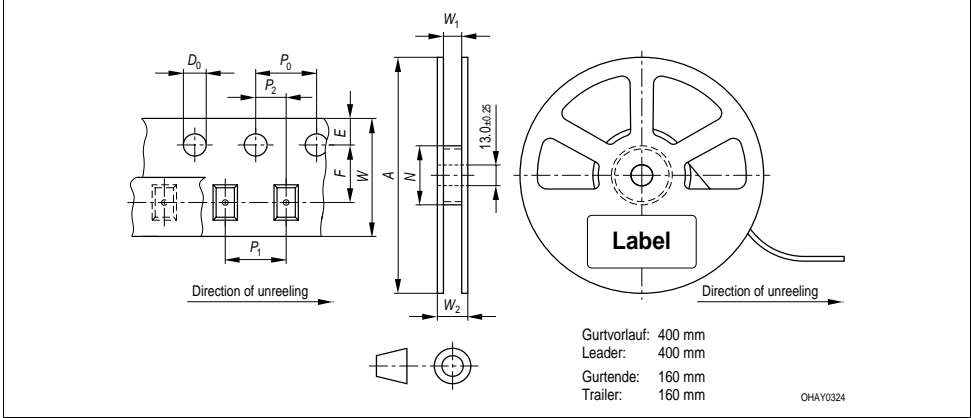 W1
D0
P0
P2
E
F
W
A
N
13.0±0.25
Label
P1
W2
Direction of unreeling
Direction of unreeling
Gurtvorlauf: 400 mm
Leader: 400 mm
Gurtende: 160 mm
Trailer: 160 mm
OHAY0324